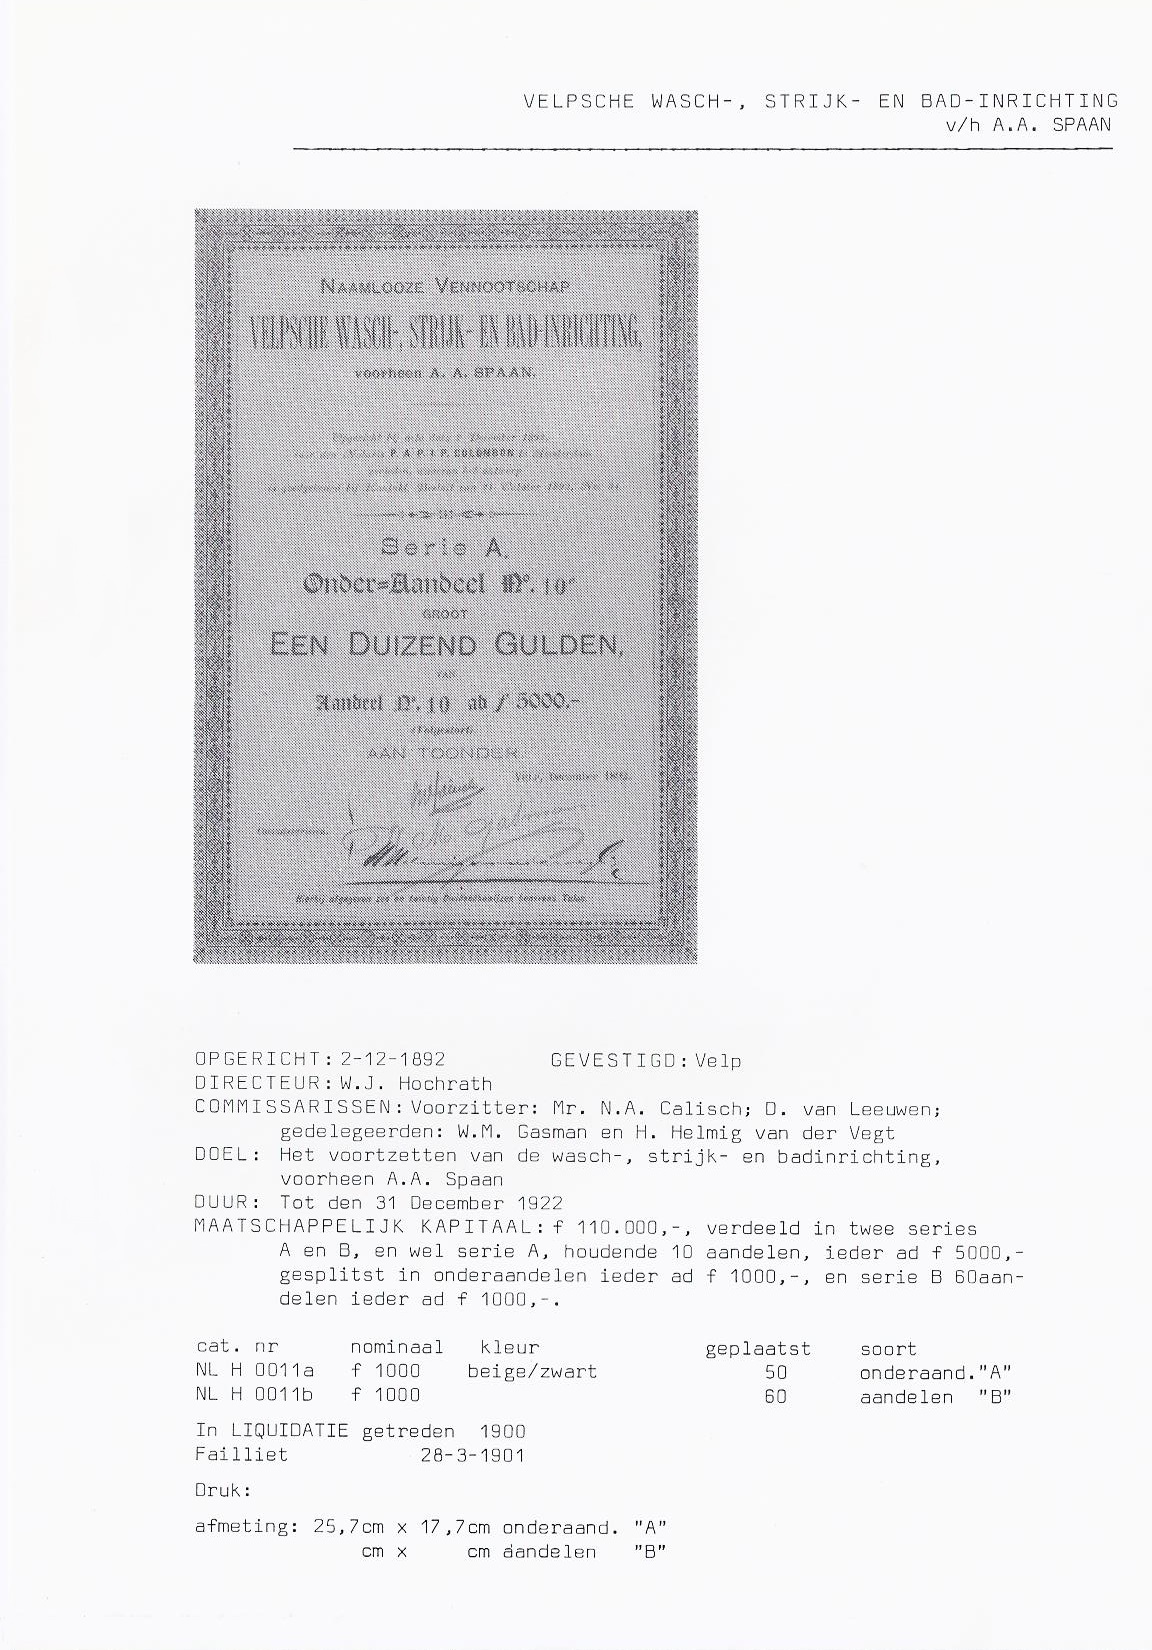 VELPSCHE WASCH-, STRIJK- EN BAD-INRICHTING
v/h A.A. SPAAN
NAAMLOOZE VENNOOTSCHAP
VELPSCHE WASCH-, STRIJK- EN BAD-INRICHTING,
voorheen A. A. SPAAN.
Serie A.
Onder=Aandeel No. 10
GROOT
EEN DUIZEND GULDEN,
VAN
Aandeel No. 10 ad f 5000.-
(Volgestort)
AAN TOONDER.
Velp, December 1892.
OPGERICHT: 2-12-1892 GEVESTIGD: Velp
DIRECTEUR: W.J. Hochrath
COMMISSARISSEN: Voorzitter: Mr. N.A. Calisch; D. van Leeuwen;
gedelegeerden: W.M. Gasman en H. Helmig van der Vegt
DOEL: Het voortzetten van de wasch-, strijk- en badinrichting,
voorheen A.A. Spaan
DUUR: Tot den 31 December 1922
MAATSCHAPPELIJK KAPITAAL: f 110.000,-, verdeeld in twee series
A en B, en wel serie A, houdende 10 aandelen, ieder ad f 5000,-
gesplitst in onderaandelen ieder ad f 1000,-, en serie B 60aan-
delen ieder ad f 1000,-.
cat. nr nominaal kleur geplaatst soort
NL H 0011a f 1000 beige/zwart 50 onderaand."A"
NL H 0011b f 1000 60 aandelen "B"
In LIQUIDATIE getreden 1900
Failliet 28-3-1901
Druk:
afmeting: 25,7cm x 17,7cm onderaand. "A"
cm x cm aandelen "B"